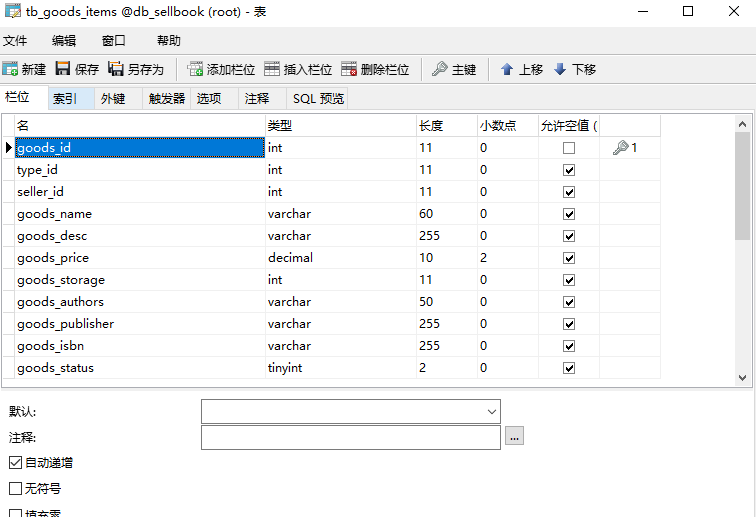 tb_goods_items @db_sellbook (root) - 表
文件 编辑 窗口 帮助
新建 保存 另存为 添加栏位 插入栏位 删除栏位 主键 上移 下移
栏位 索引 外键 触发器 选项 注释 SQL 预览
名 类型 长度 小数点 允许空值 (
goods_id int 11 0 1
type_id int 11 0
seller_id int 11 0
goods_name varchar 60 0
goods_desc varchar 255 0
goods_price decimal 10 2
goods_storage int 11 0
goods_authors varchar 50 0
goods_publisher varchar 255 0
goods_isbn varchar 255 0
goods_status tinyint 2 0
默认:
注释: ...
自动递增
无符号
填充零